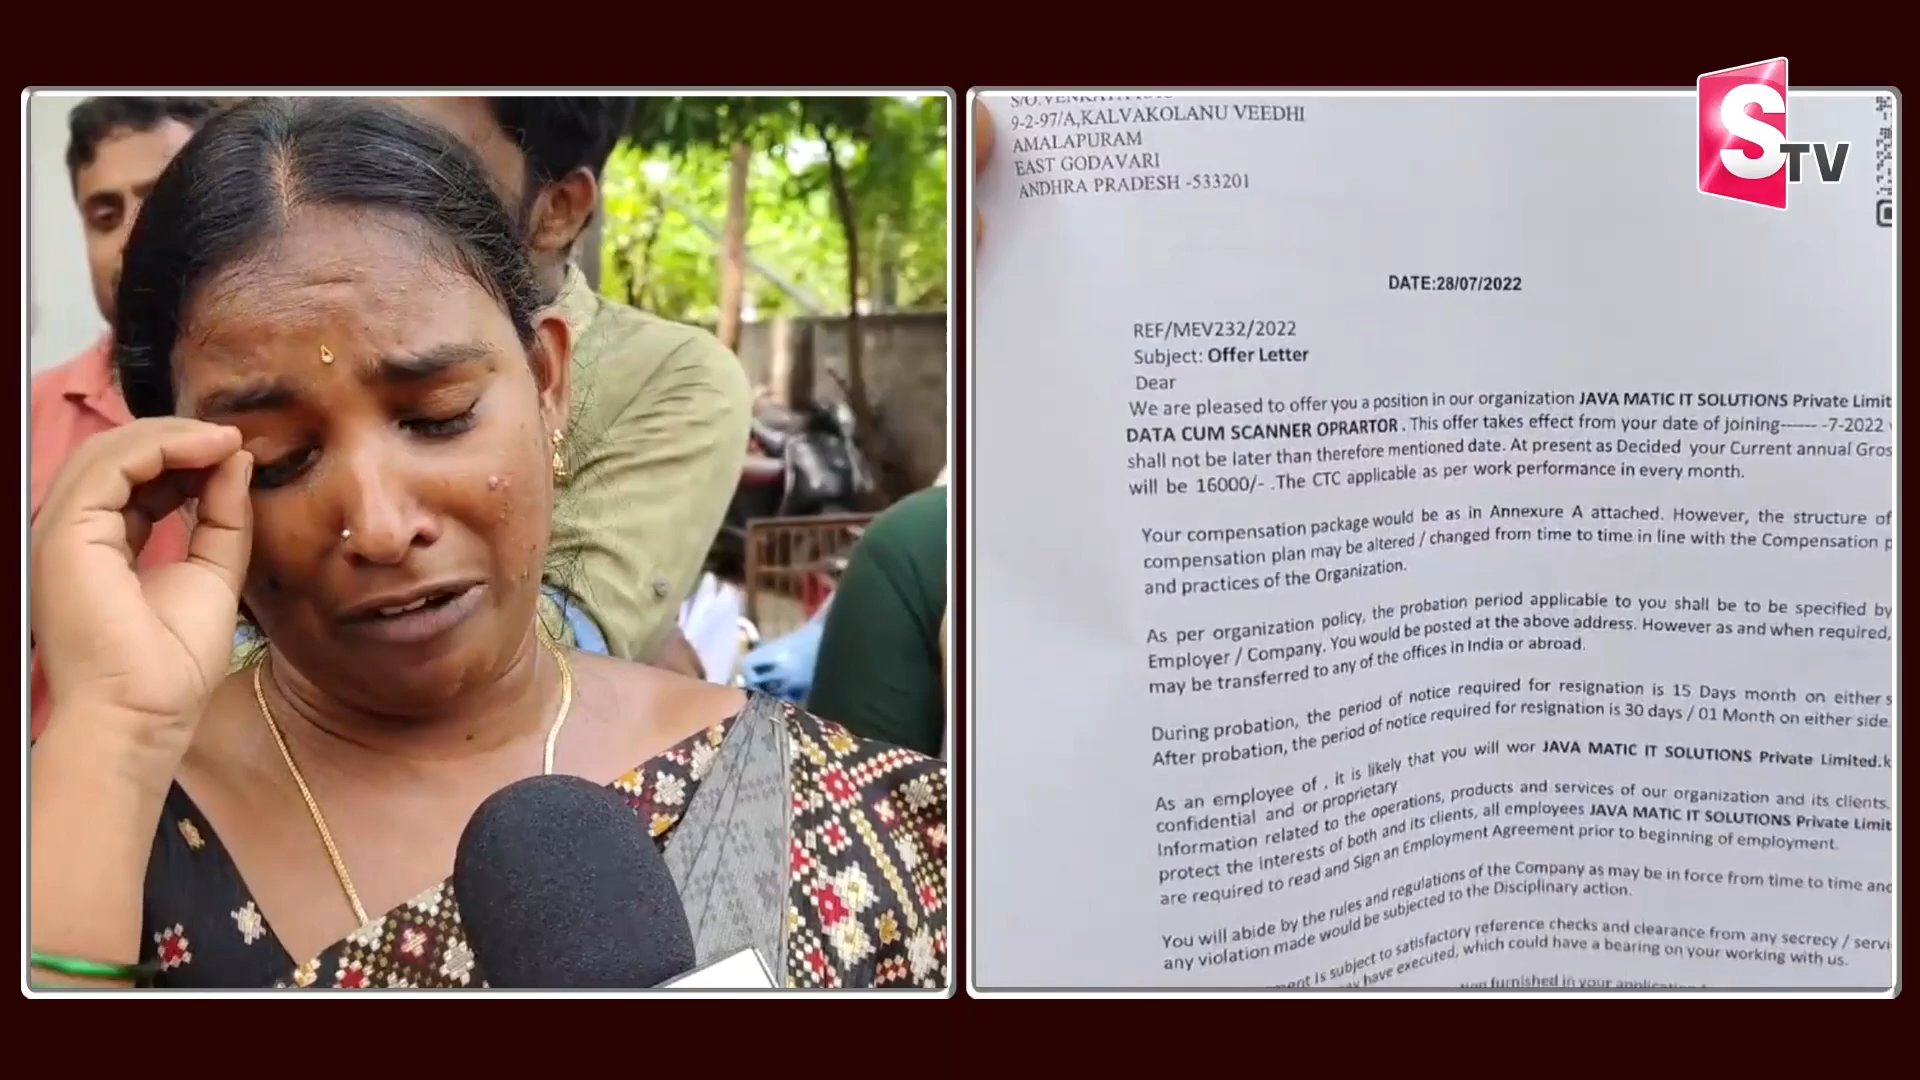 S TV
9-2-97/A,KALVAKOLANU VEEDHI
AMALAPURAM
EAST GODAVARI
ANDHRA PRADESH -533201
DATE:28/07/2022
REF/MEV232/2022
Subject: Offer Letter
Dear
We are pleased to offer you a position in our organization JAVA MATIC IT SOLUTIONS Private Limit
DATA CUM SCANNER OPRARTOR . This offer takes effect from your date of joining------ -7-2022
shall not be later than therefore mentioned date. At present as Decided your Current annual Gros
will be 16000/- .The CTC applicable as per work performance in every month.
Your compensation package would be as in Annexure A attached. However, the structure of
compensation plan may be altered / changed from time to time in line with the Compensation p
and practices of the Organization.
As per organization policy, the probation period applicable to you shall be to be specified by
Employer / Company. You would be posted at the above address. However as and when required,
may be transferred to any of the offices in India or abroad.
During probation, the period of notice required for resignation is 15 Days month on either s
After probation, the period of notice required for resignation is 30 days / 01 Month on either side
As an employee of , it is likely that you will wor JAVA MATIC IT SOLUTIONS Private Limited.k
confidential and or proprietary
Information related to the operations, products and services of our organization and its clients.
protect the interests of both and its clients, all employees JAVA MATIC IT SOLUTIONS Private Limit
are required to read and Sign an Employment Agreement prior to beginning of employment.
You will abide by the rules and regulations of the Company as may be in force from time to time and
any violation made would be subjected to the Disciplinary action.
is subject to satisfactory reference checks and clearance from any secrecy / servi
have executed, which could have a bearing on your working with us.
furnished in your